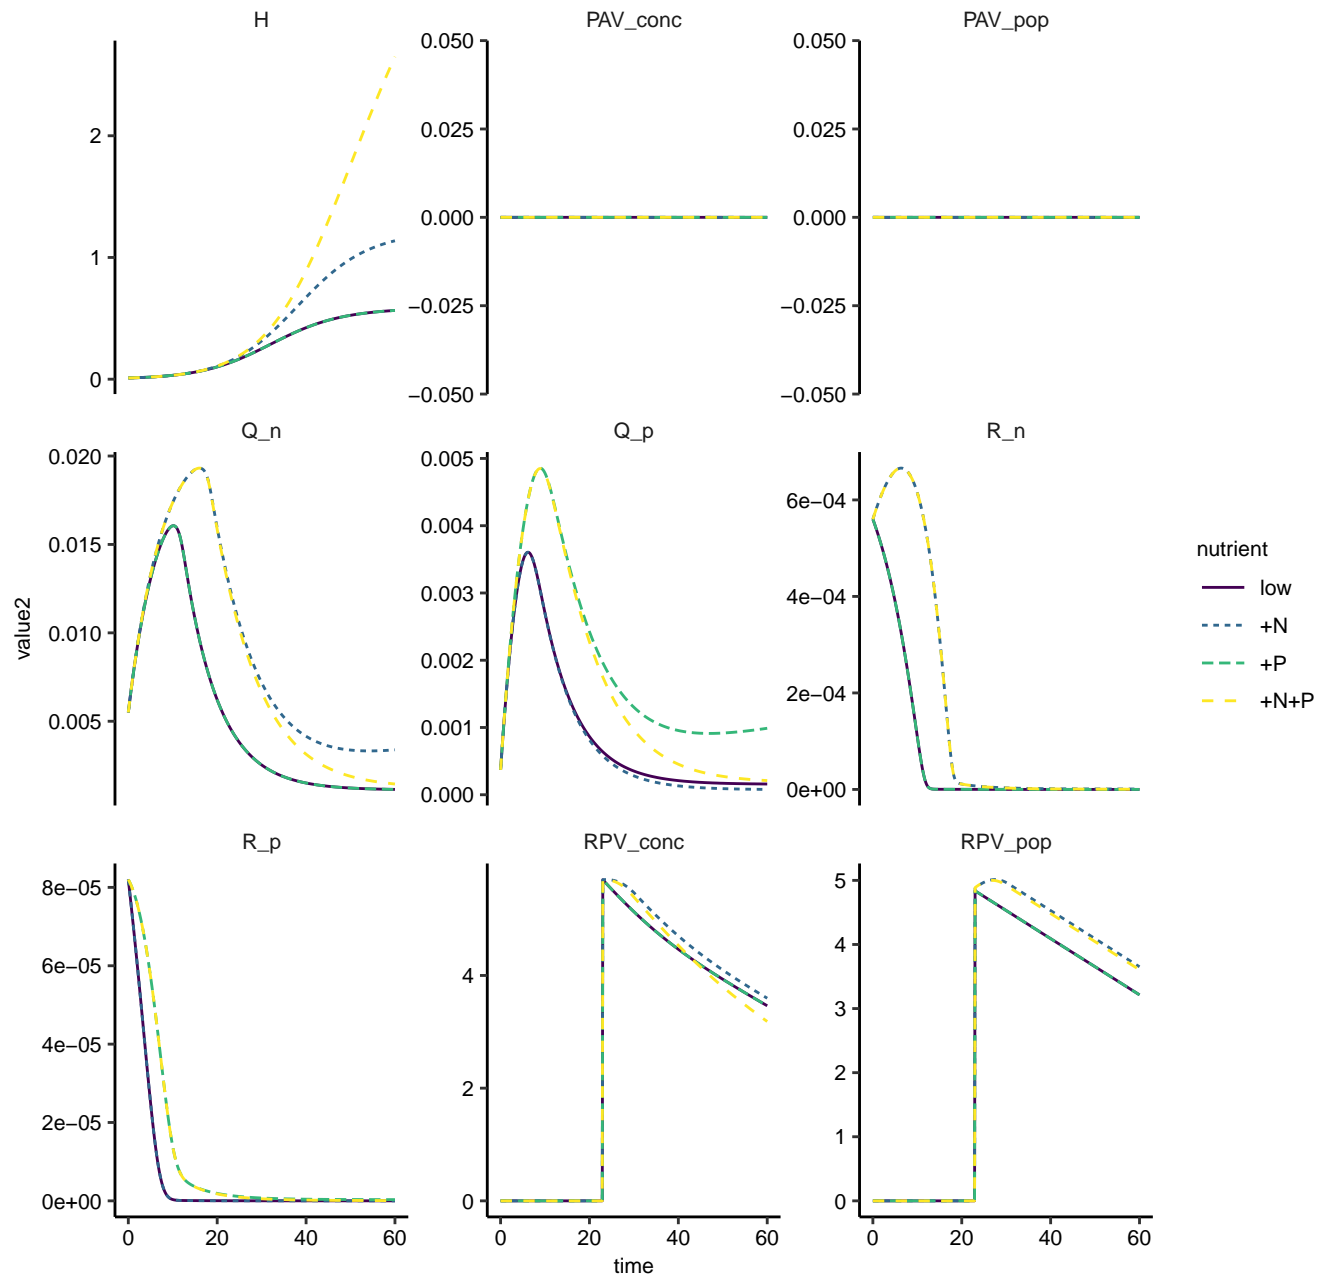 H PAV_conc PAV_pop
2
1
0
0.050
0.025
0.000
−0.025
−0.050
0.050
0.025
0.000
−0.025
−0.050
Q_n Q_p R_n
0.020
0.015
0.010
0.005
0.005
0.004
0.003
0.002
0.001
0.000
6e−04
4e−04
2e−04
0e+00
R_p RPV_conc RPV_pop
8e−05
6e−05
4e−05
2e−05
0e+00
4
2
0
5
4
3
2
1
0
0 20 40 60
0 20 40 60
0 20 40 60
time
value2
nutrient
low
+N
+P
+N+P